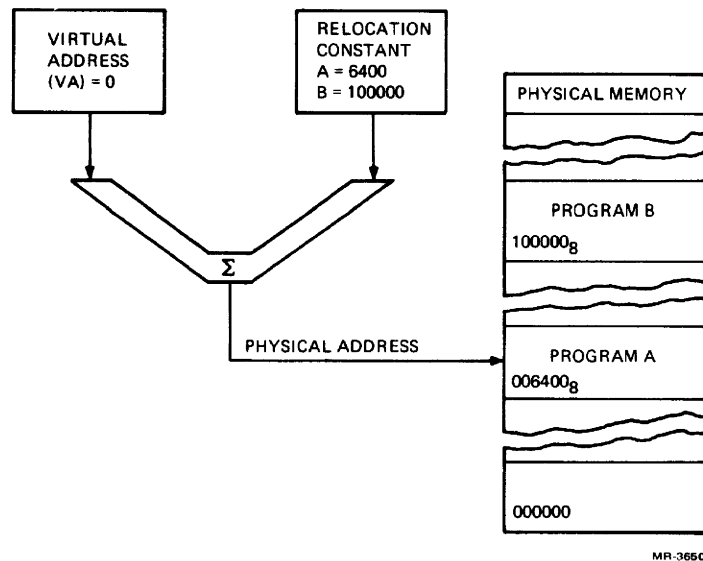 VIRTUAL
ADDRESS
(VA) = 0
RELOCATION
CONSTANT
A = 6400
B = 100000
PHYSICAL MEMORY
PROGRAM B
100000₈
Σ
PHYSICAL ADDRESS
PROGRAM A
006400₈
000000
MR-3650